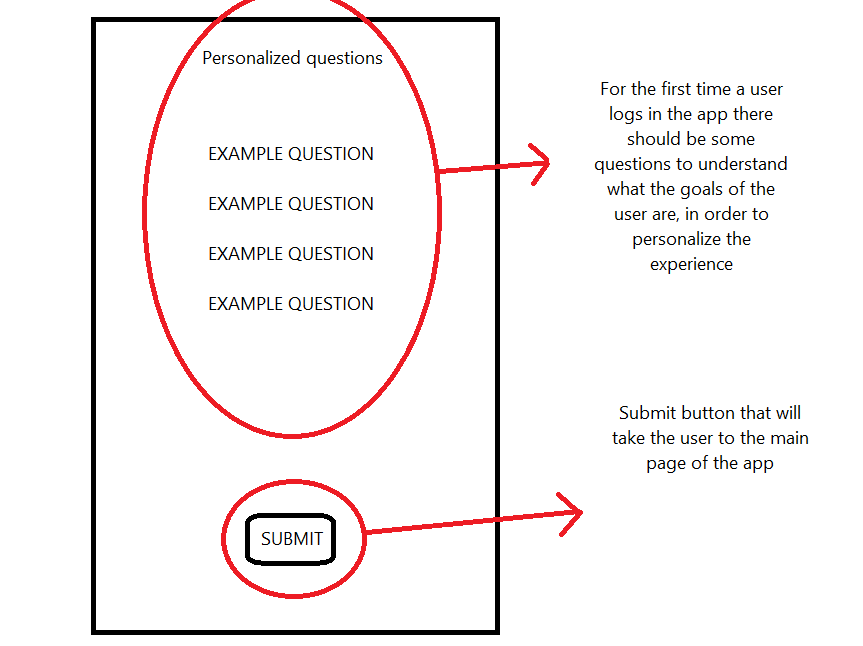 Personalized questions
EXAMPLE QUESTION
EXAMPLE QUESTION
EXAMPLE QUESTION
EXAMPLE QUESTION
SUBMIT
For the first time a user
logs in the app there
should be some
questions to understand
what the goals of the
user are, in order to
personalize the
experience
Submit button that will
take the user to the main
page of the app